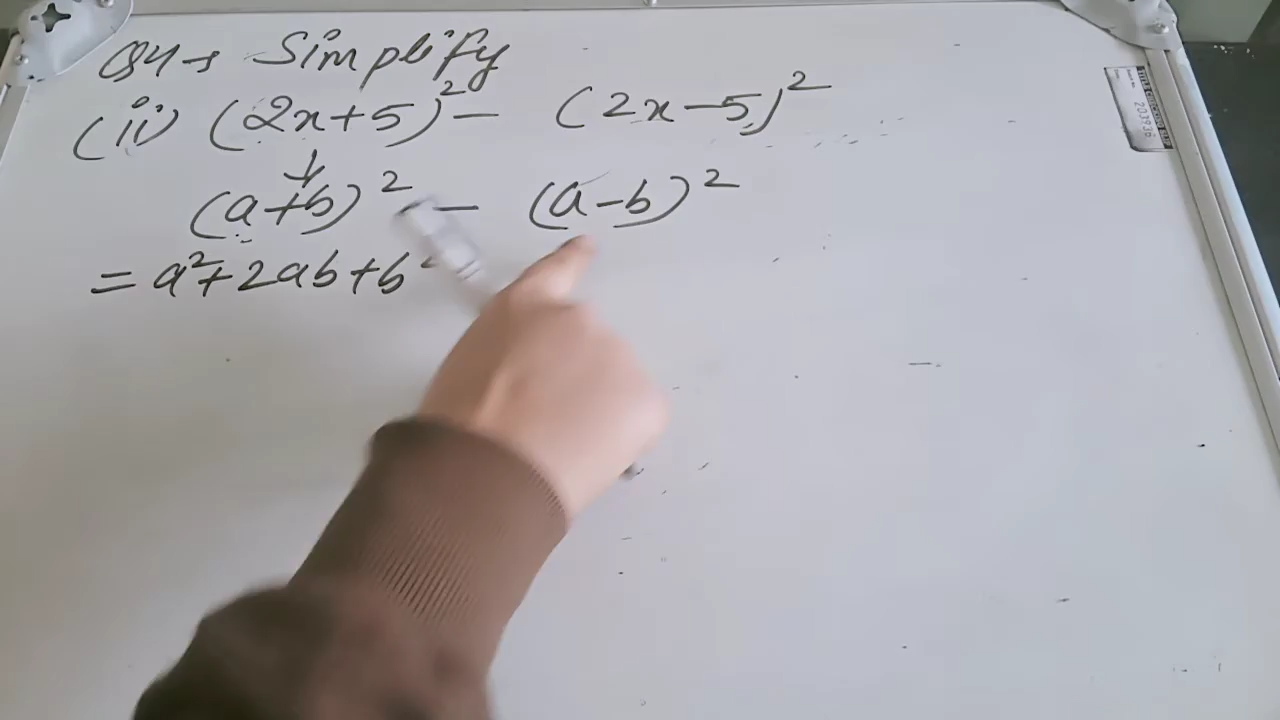 Q4→ Simplify
(ii) (2x+5)² − (2x−5)²
(a+b)² − (a−b)²
= a²+2ab+b²